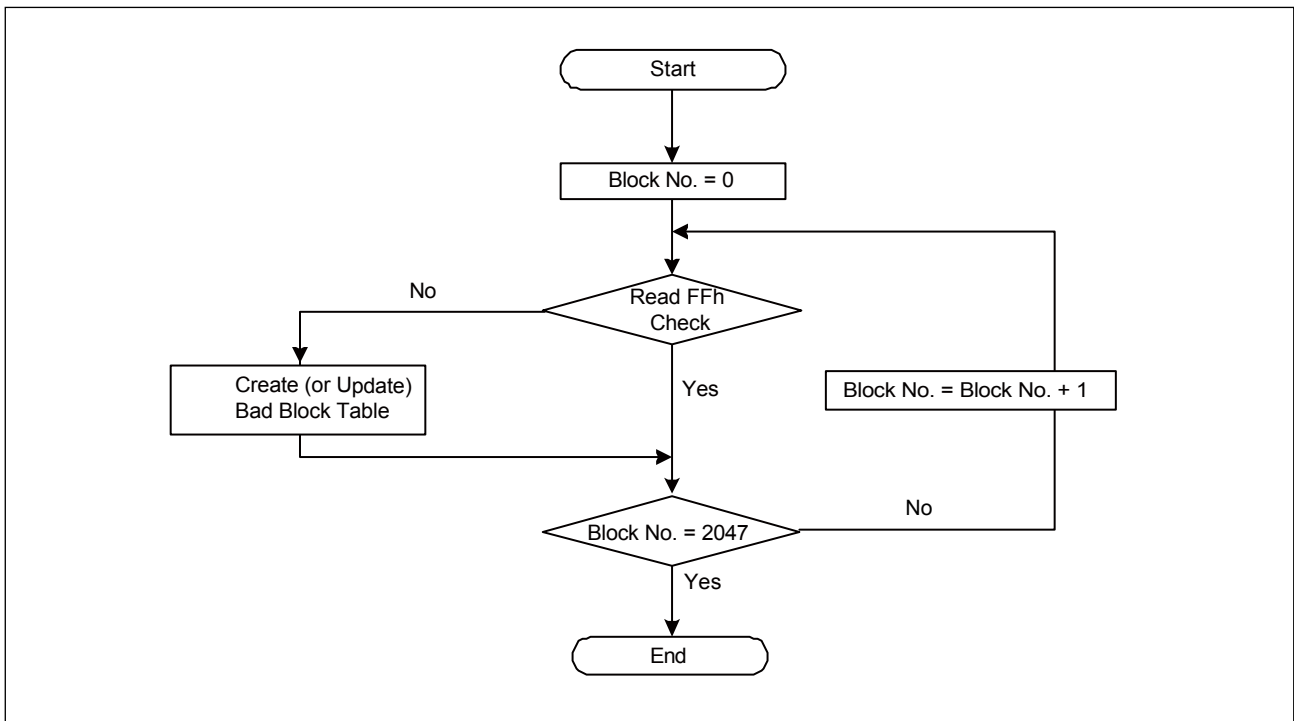 Start
Block No. = 0
No
Read FFh
Check
Create (or Update)
Bad Block Table
Yes
Block No. = Block No. + 1
No
Block No. = 2047
Yes
End